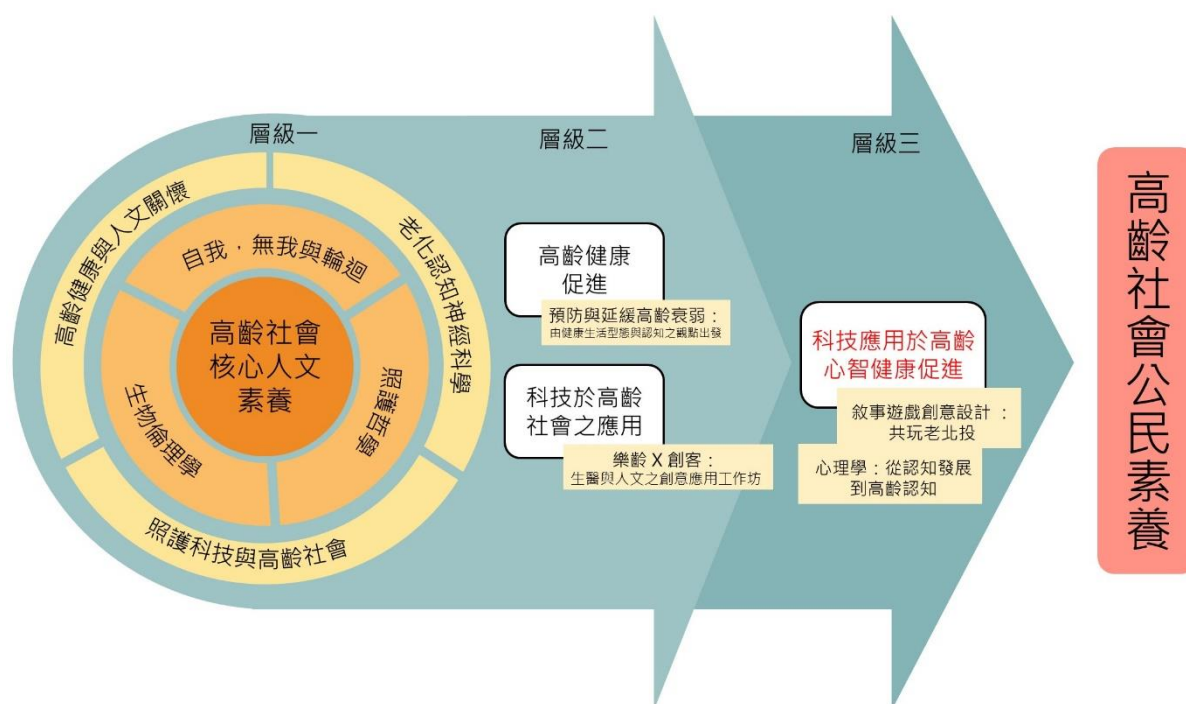 層級一
層級二
層級三
高齡健康與人文關懷
老化認知神經科學
照護科技與高齡社會
自我，無我與輪迴
生物倫理學
照護哲學
高齡社會
核心人文
素養
高齡健康
促進
預防與延緩高齡衰弱：
由健康生活型態與認知之觀點出發
科技於高齡
社會之應用
樂齡 X 創客：
生醫與人文之創意應用工作坊
科技應用於高齡
心智健康促進
敘事遊戲創意設計：
共玩老北投
心理學：從認知發展
到高齡認知
高齡社會公民素養